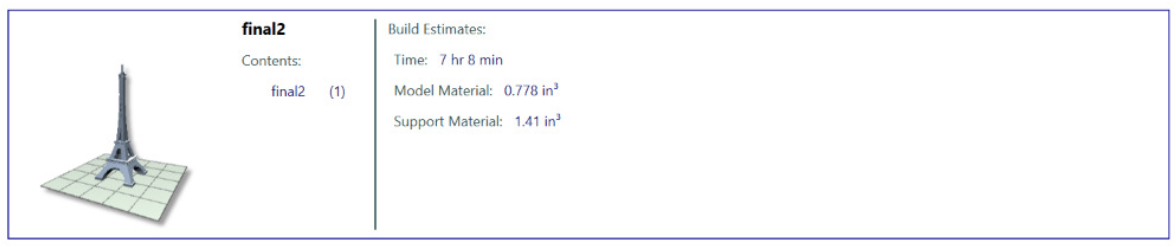 final2
Contents:
final2 (1)
Build Estimates:
Time: 7 hr 8 min
Model Material: 0.778 in³
Support Material: 1.41 in³